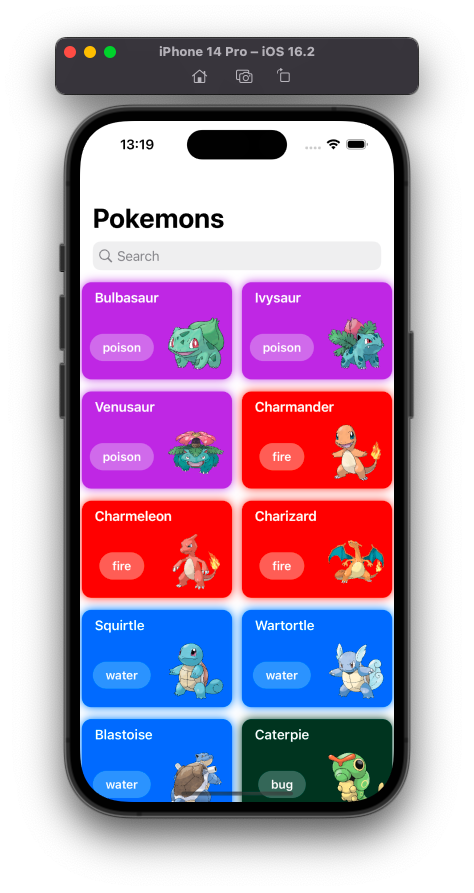 iPhone 14 Pro – iOS 16.2
13:19
Pokemons
Search
Bulbasaur
poison
Ivysaur
poison
Venusaur
poison
Charmander
fire
Charmeleon
fire
Charizard
fire
Squirtle
water
Wartortle
water
Blastoise
water
Caterpie
bug